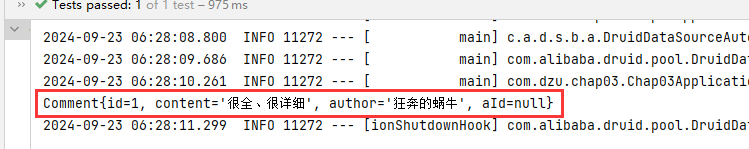 Tests passed: 1 of 1 test – 975 ms
2024-09-23 06:28:08.800  INFO 11272 --- [           main] c.a.d.s.b.a.DruidDataSourceAuto
2024-09-23 06:28:09.686  INFO 11272 --- [           main] com.alibaba.druid.pool.DruidDat
2024-09-23 06:28:10.261  INFO 11272 --- [           main] com.dzu.chap03.Chap03Applicatio
Comment{id=1, content='很全、很详细', author='狂奔的蜗牛', aId=null}
2024-09-23 06:28:11.299  INFO 11272 --- [ionShutdownHook] com.alibaba.druid.pool.DruidDat